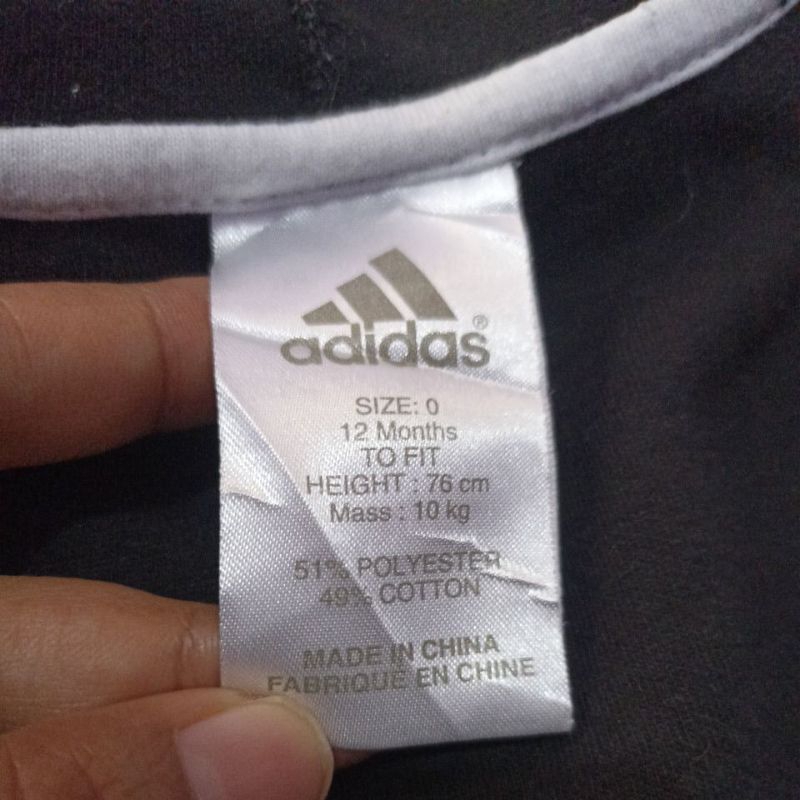 adidas®
SIZE: 0
12 Months
TO FIT
HEIGHT : 76 cm
Mass : 10 kg
51% POLYESTER
49% COTTON
MADE IN CHINA
FABRIQUE EN CHINE